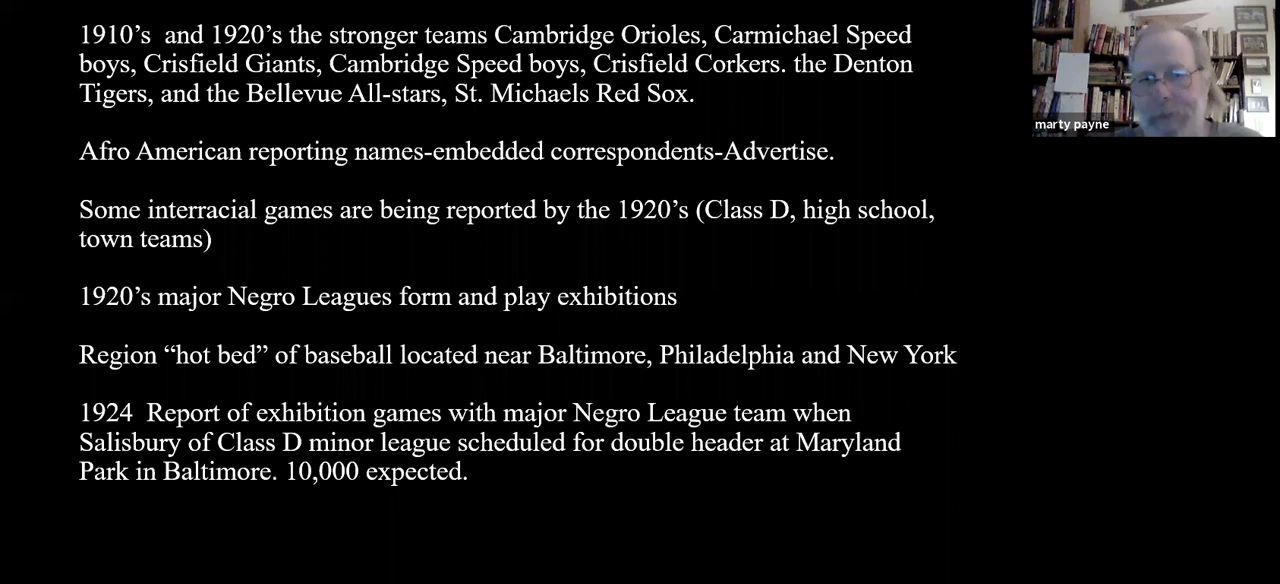 1910’s  and 1920’s the stronger teams Cambridge Orioles, Carmichael Speed
boys, Crisfield Giants, Cambridge Speed boys, Crisfield Corkers. the Denton
Tigers, and the Bellevue All-stars, St. Michaels Red Sox.
Afro American reporting names-embedded correspondents-Advertise.
Some interracial games are being reported by the 1920’s (Class D, high school,
town teams)
1920’s major Negro Leagues form and play exhibitions
Region “hot bed” of baseball located near Baltimore, Philadelphia and New York
1924  Report of exhibition games with major Negro League team when
Salisbury of Class D minor league scheduled for double header at Maryland
Park in Baltimore. 10,000 expected.
marty payne